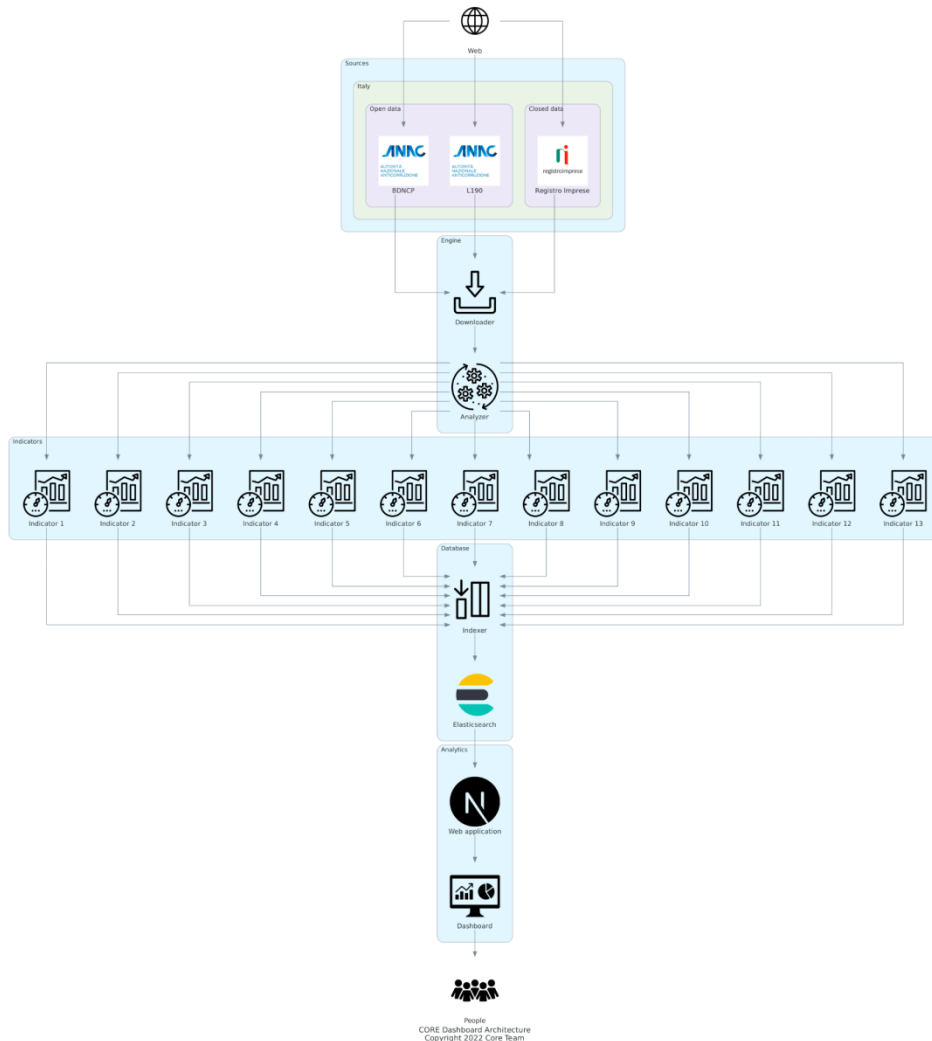 Web
Sources
Italy
Open data
Closed data
ANAC
AUTORITÀ
NAZIONALE
ANTICORRUZIONE
BDNCP
ANAC
AUTORITÀ
NAZIONALE
ANTICORRUZIONE
L190
ri
registroimprese
Registro Imprese
Engine
Downloader
Analyzer
Indicators
Indicator 1
Indicator 2
Indicator 3
Indicator 4
Indicator 5
Indicator 6
Indicator 7
Indicator 8
Indicator 9
Indicator 10
Indicator 11
Indicator 12
Indicator 13
Database
Indexer
Elasticsearch
Analytics
N
Web application
Dashboard
People
CORE Dashboard Architecture
Copyright 2022 Core Team